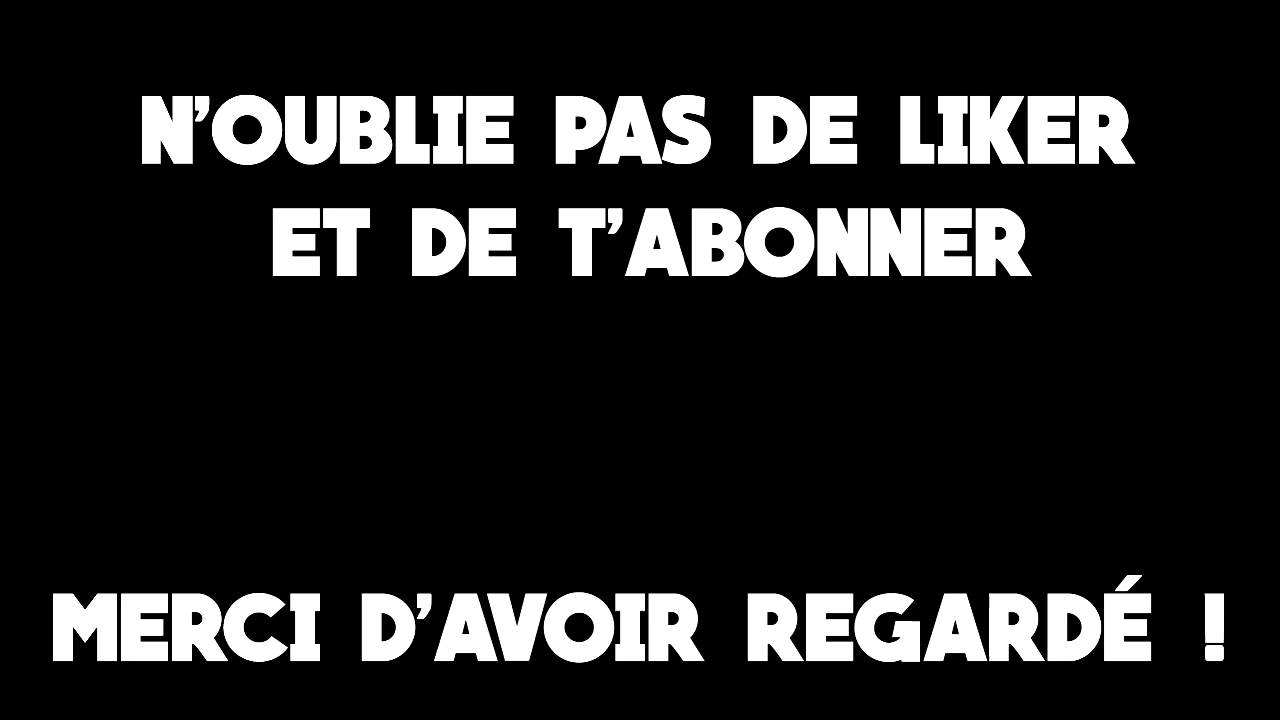 N’OUBLIE PAS DE LIKER
ET DE T’ABONNER
MERCI D’AVOIR REGARDÉ !